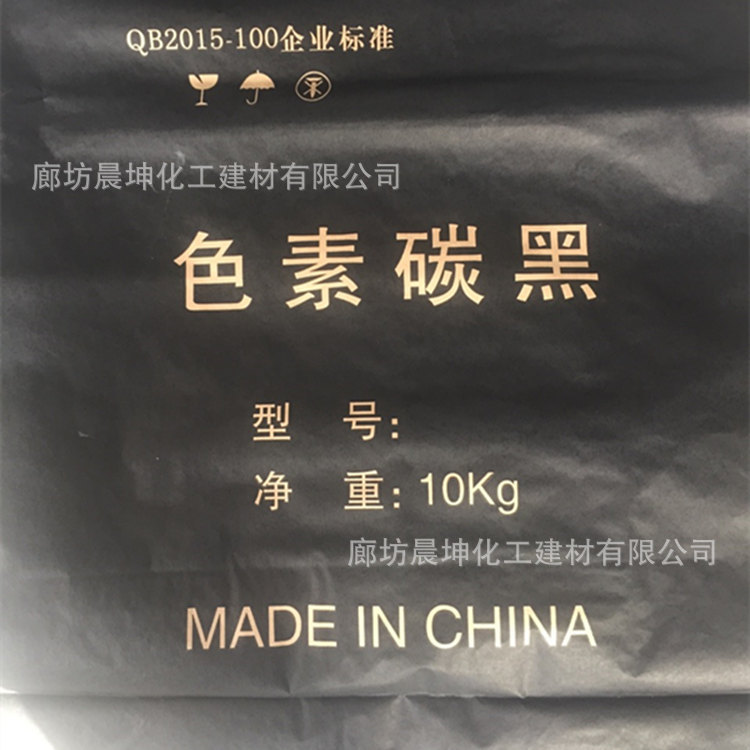 QB2015-100企业标准
廊坊晨坤化工建材有限公司
色素碳黑
型 号:
净 重: 10Kg
廊坊晨坤化工建材有限公司
MADE IN CHINA